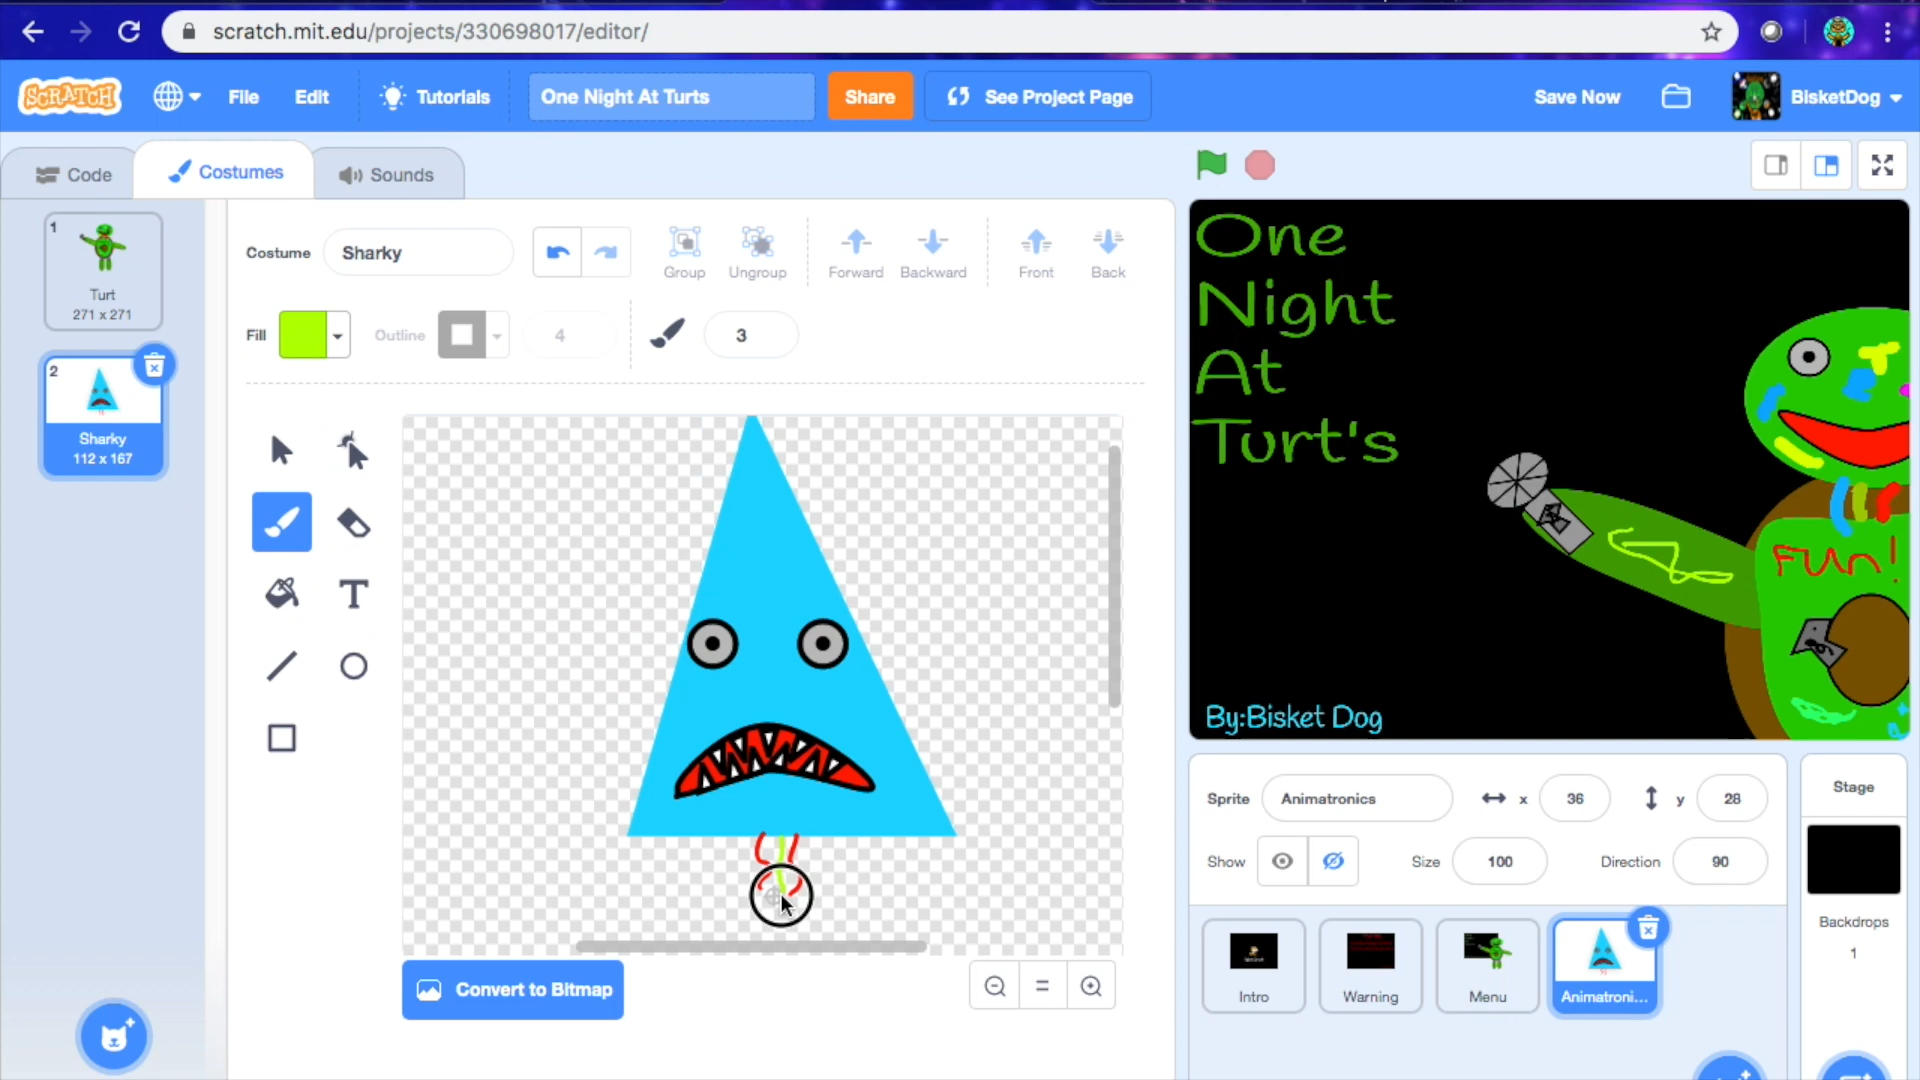 scratch.mit.edu/projects/330698017/editor/
SCRATCH
File
Edit
Tutorials
One Night At Turts
Share
See Project Page
Save Now
BIsketDog
Code
Costumes
Sounds
1
Turt
271 x 271
2
Sharky
112 x 167
Costume
Sharky
Group
Ungroup
Forward
Backward
Front
Back
Fill
Outline
4
3
Convert to Bitmap
One
Night
At
Turt's
FUn!
By:Bisket Dog
Sprite
Animatronics
x
36
y
28
Show
Size
100
Direction
90
Intro
Warning
Menu
Animatroni...
Stage
Backdrops
1